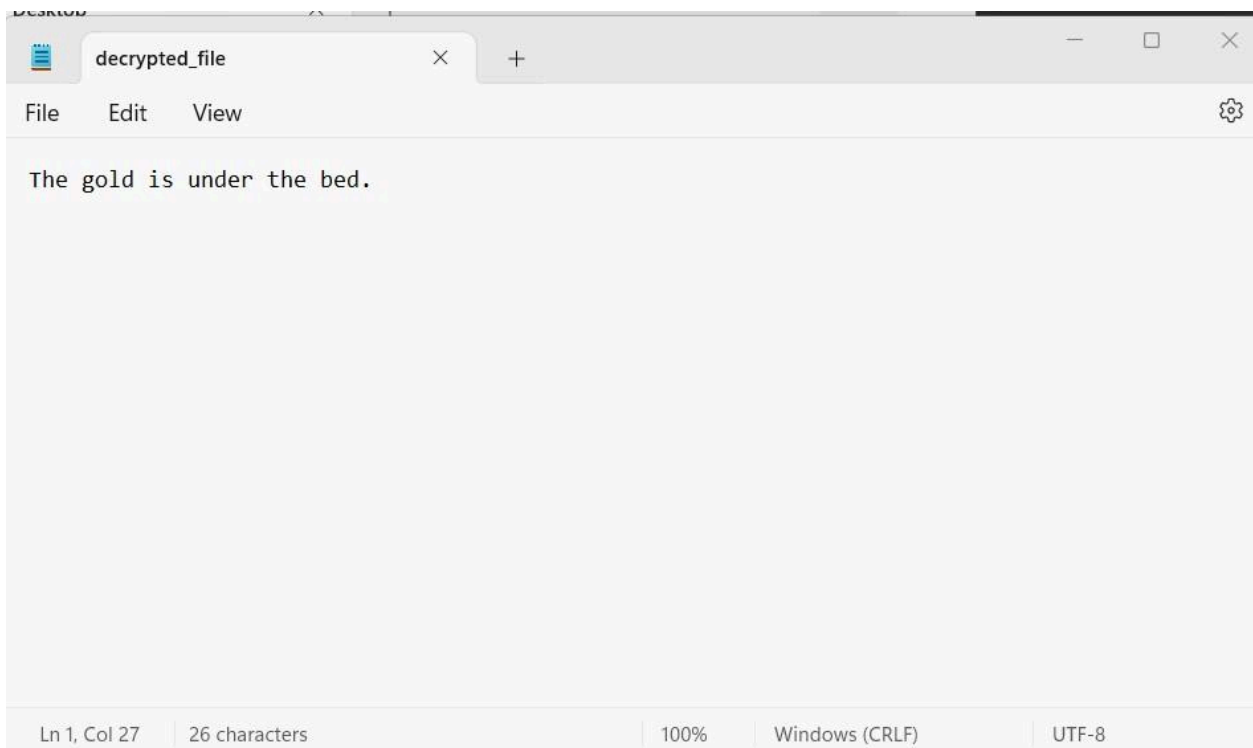 Desktop
decrypted_file
File Edit View
The gold is under the bed.
Ln 1, Col 27 26 characters 100% Windows (CRLF) UTF-8